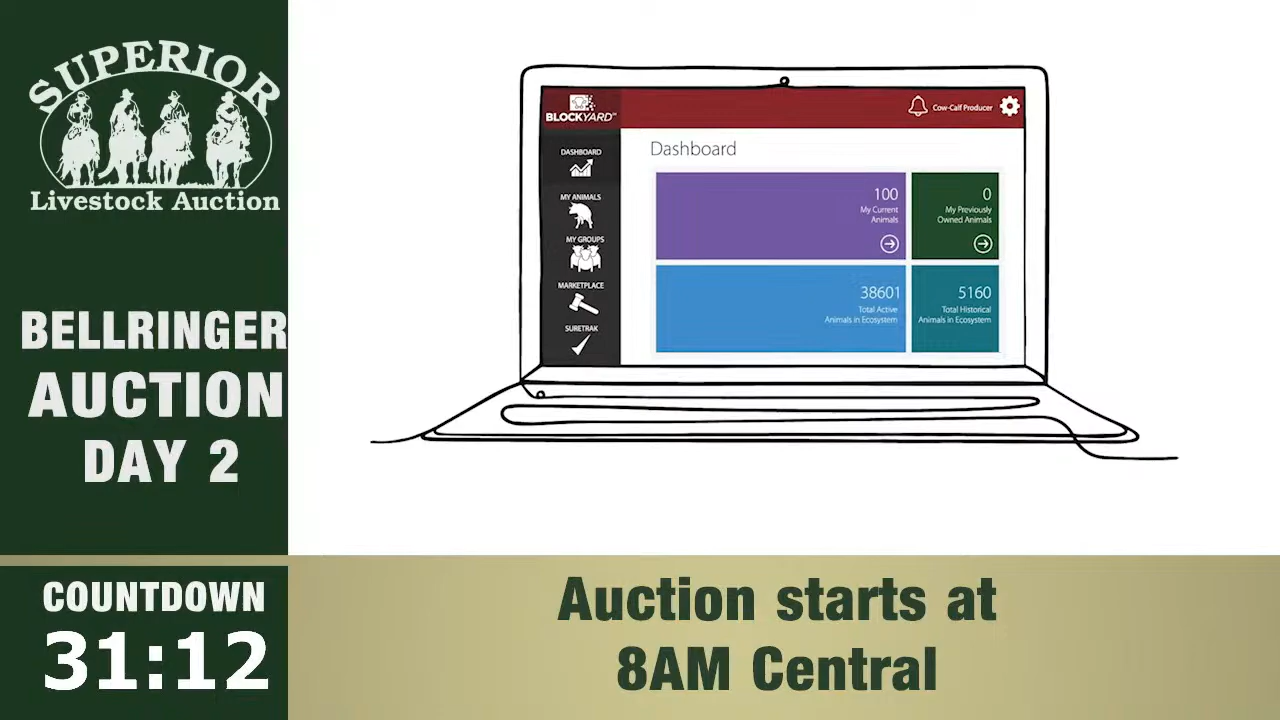 SUPERIOR
Livestock Auction
BELLRINGER
AUCTION
DAY 2
COUNTDOWN
31:12
BLOCKYARD™
Cow-Calf Producer
DASHBOARD
MY ANIMALS
MY GROUPS
MARKETPLACE
SURETRAK
Dashboard
100
My Current
Animals
0
My Previously
Owned Animals
38601
Total Active
Animals in Ecosystem
5160
Total Historical
Animals in Ecosystem
Auction starts at
8AM Central